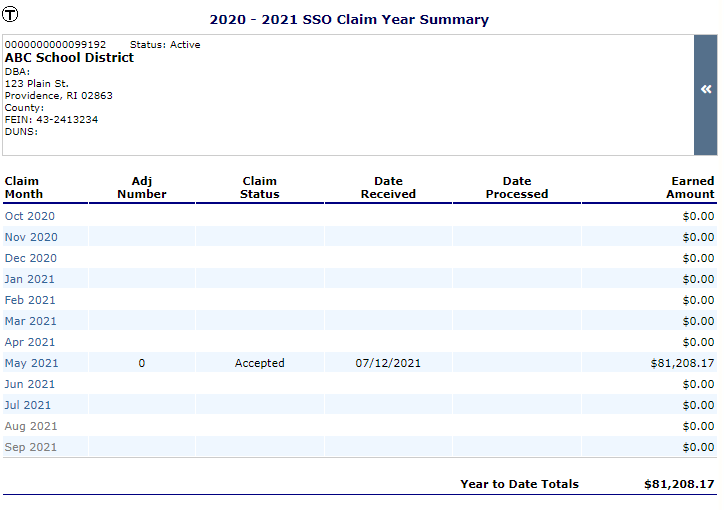 T
2020 - 2021 SSO Claim Year Summary
0000000000099192 Status: Active
ABC School District
DBA:
123 Plain St.
Providence, RI 02863
County:
FEIN: 43-2413234
DUNS:
«
Claim Month Adj Number Claim Status Date Received Date Processed Earned Amount
Oct 2020 $0.00
Nov 2020 $0.00
Dec 2020 $0.00
Jan 2021 $0.00
Feb 2021 $0.00
Mar 2021 $0.00
Apr 2021 $0.00
May 2021 0 Accepted 07/12/2021 $81,208.17
Jun 2021 $0.00
Jul 2021 $0.00
Aug 2021 $0.00
Sep 2021 $0.00
Year to Date Totals $81,208.17